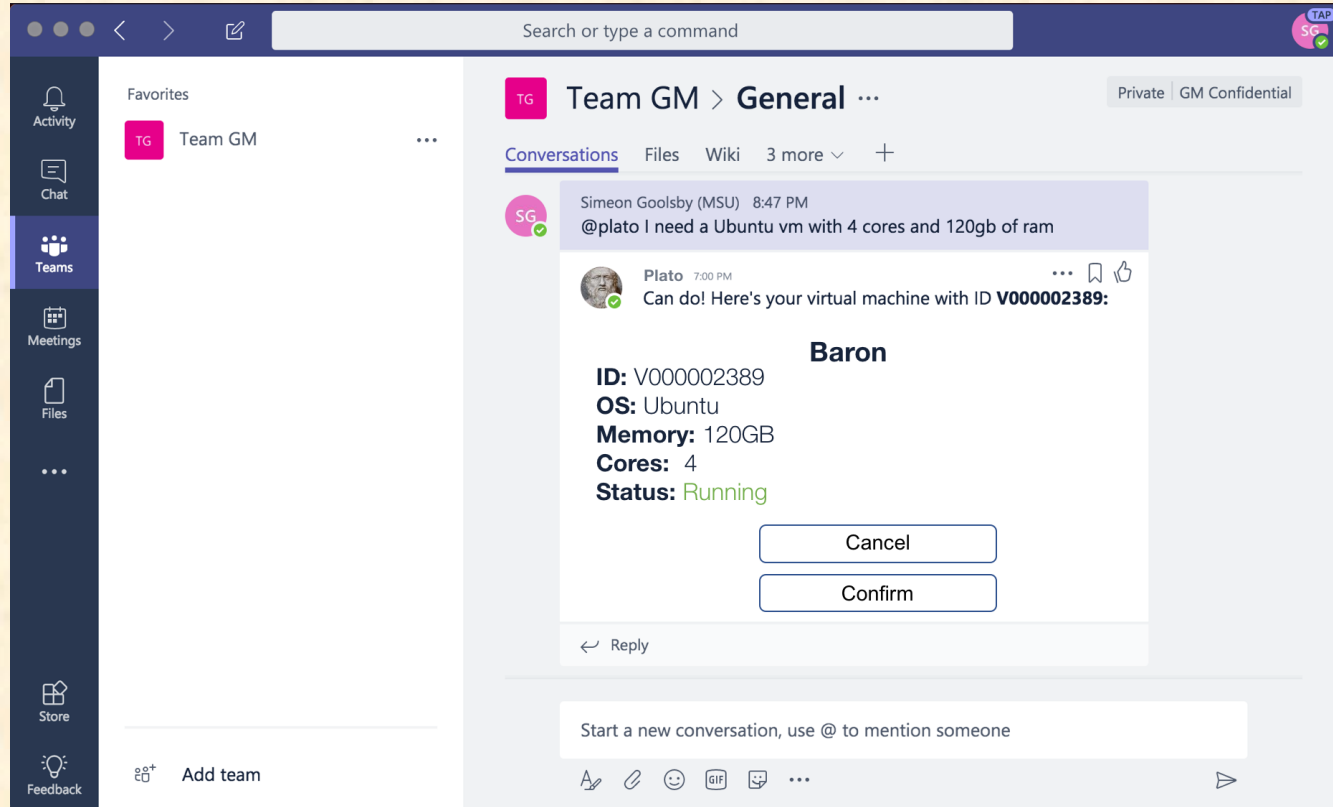 Search or type a command
TAP
SG
Activity
Chat
Teams
Meetings
Files
Store
Feedback
Favorites
TG Team GM
Add team
TG Team GM > General
Private GM Confidential
Conversations Files Wiki 3 more
SG
Simeon Goolsby (MSU) 8:47 PM
@plato I need a Ubuntu vm with 4 cores and 120gb of ram
Plato 7:00 PM
Can do! Here's your virtual machine with ID V000002389:
Baron
ID: V000002389
OS: Ubuntu
Memory: 120GB
Cores: 4
Status: Running
Cancel
Confirm
Reply
Start a new conversation, use @ to mention someone
GIF